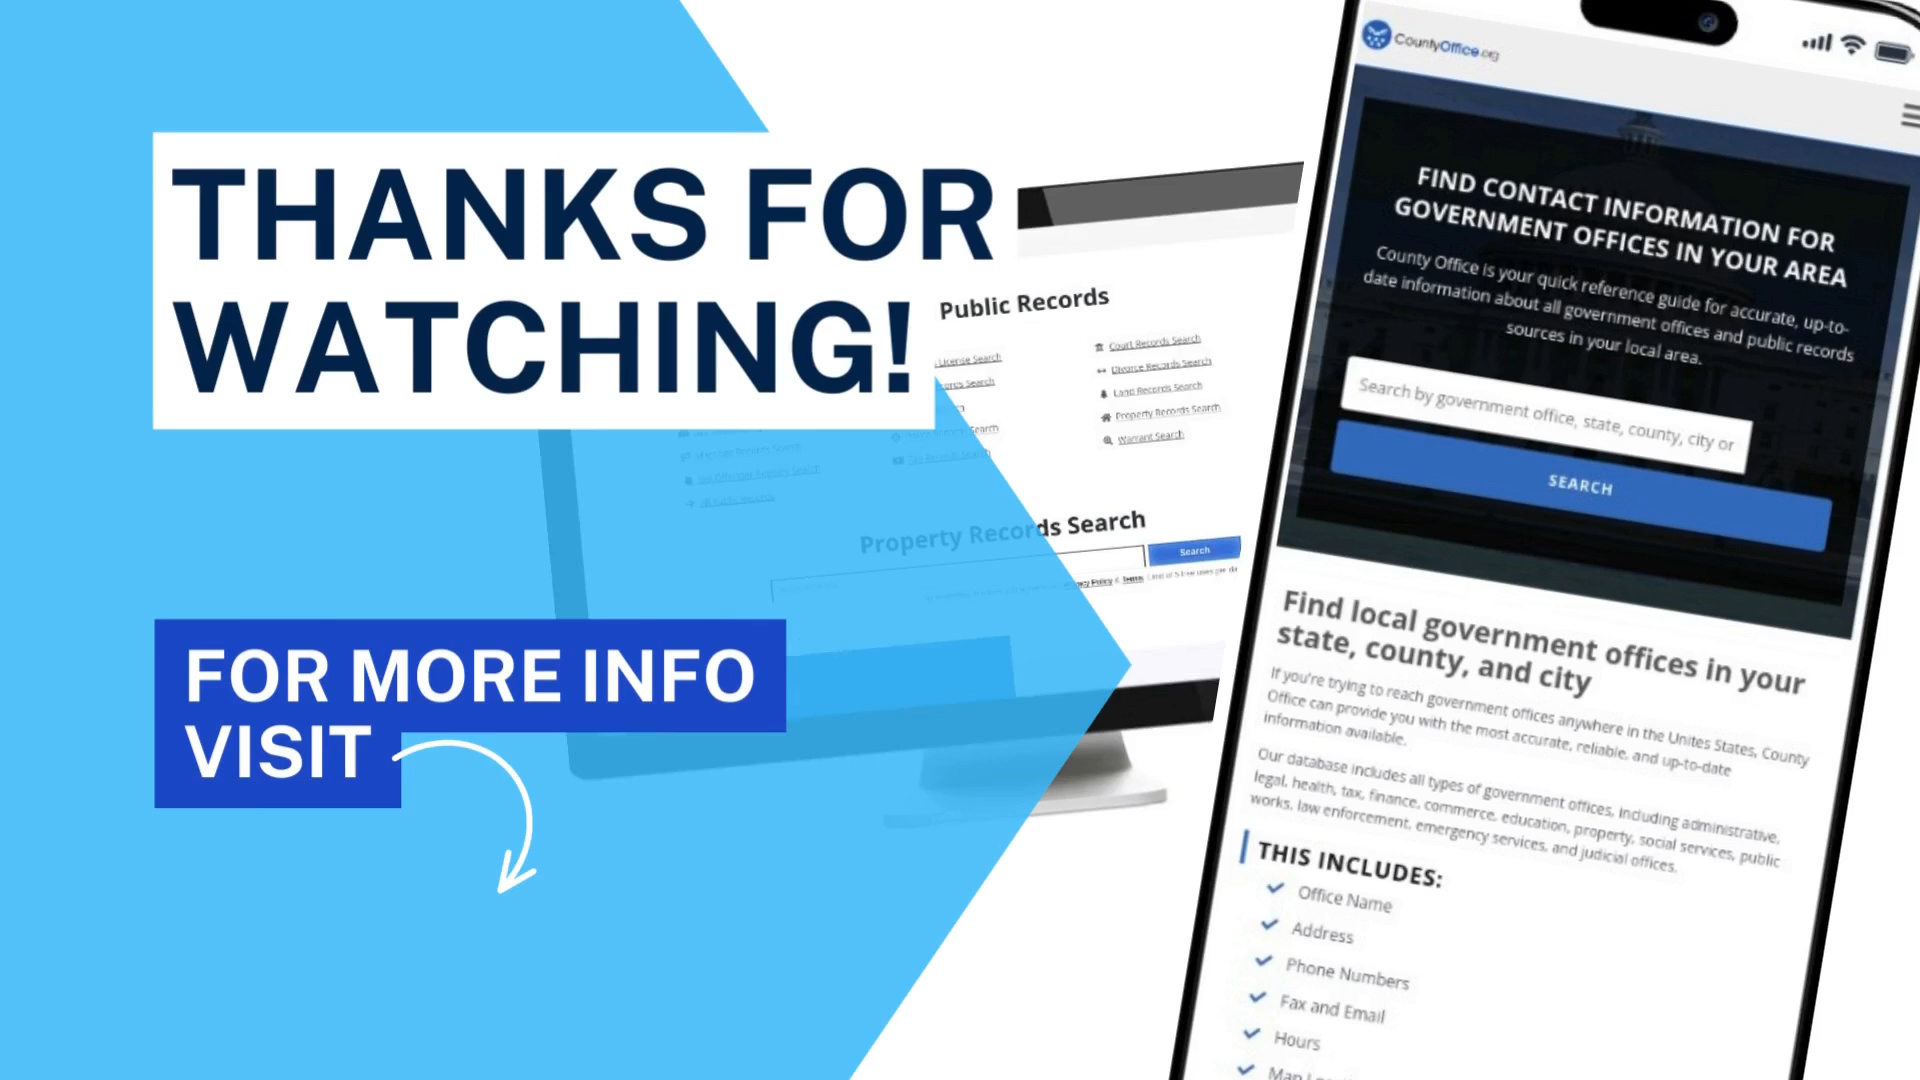 THANKS FOR
WATCHING!
FOR MORE INFO
VISIT
Public Records
License Search
Search
Search
Court Records Search
Divorce Records Search
Land Records Search
Property Records Search
Warrant Search
Property Records Search
Search
Policy & Terms
CountyOffice.org
FIND CONTACT INFORMATION FOR
GOVERNMENT OFFICES IN YOUR AREA
County Office is your quick reference guide for accurate, up-to-
date information about all government offices and public records
sources in your local area.
Search by government office, state, county, city or
SEARCH
Find local government offices in your
state, county, and city
If you're trying to reach government offices anywhere in the Unites States, County
Office can provide you with the most accurate, reliable, and up-to-date
information available.
Our database includes all types of government offices, including administrative,
legal, health, tax, finance, commerce, education, property, social services, public
works, law enforcement, emergency services, and judicial offices.
THIS INCLUDES:
Office Name
Address
Phone Numbers
Fax and Email
Hours